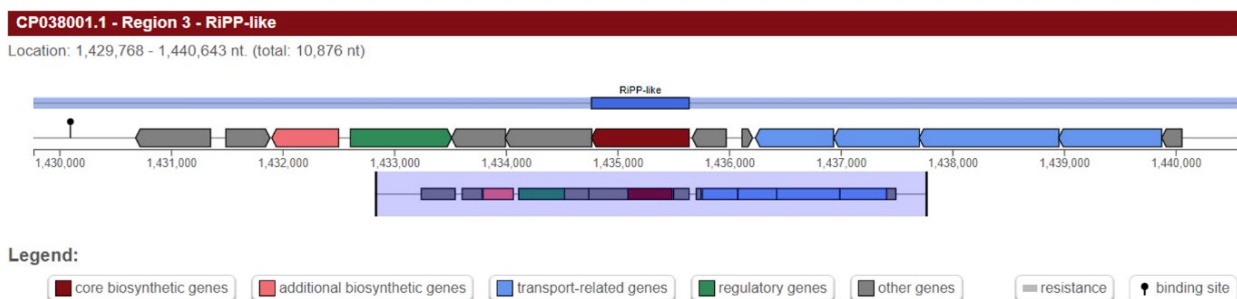 CP038001.1 - Region 3 - RiPP-like
Location: 1,429,768 - 1,440,643 nt. (total: 10,876 nt)
RiPP-like
1,430,000 1,431,000 1,432,000 1,433,000 1,434,000 1,435,000 1,436,000 1,437,000 1,438,000 1,439,000 1,440,000
Legend:
core biosynthetic genes additional biosynthetic genes transport-related genes regulatory genes other genes resistance binding site